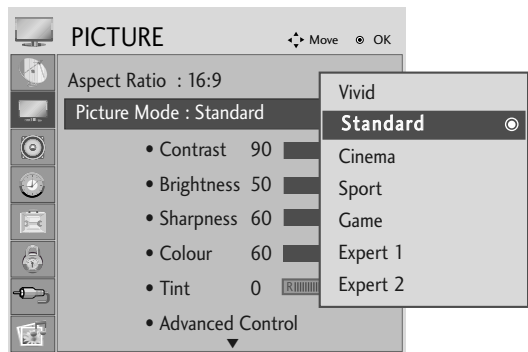 PICTURE
Move OK
Aspect Ratio : 16:9
Picture Mode : Standard
• Contrast 90
• Brightness 50
• Sharpness 60
• Colour 60
• Tint 0 R
• Advanced Control
Vivid
Standard
Cinema
Sport
Game
Expert 1
Expert 2